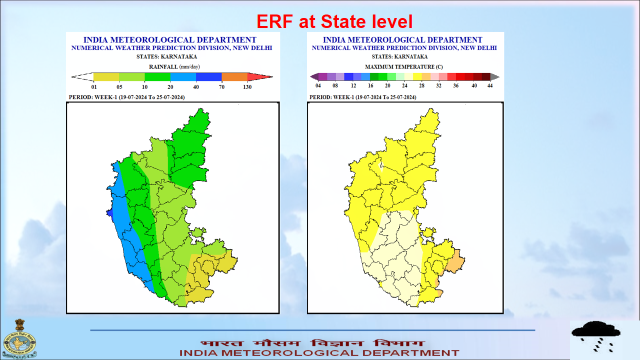 ERF at State level
INDIA METEOROLOGICAL DEPARTMENT
NUMERICAL WEATHER PREDICTION DIVISION, NEW DELHI
STATES: KARNATAKA
RAINFALL (mm/day)
01 05 10 20 40 70 130
PERIOD: WEEK-1 (19-07-2024 To 25-07-2024)
INDIA METEOROLOGICAL DEPARTMENT
NUMERICAL WEATHER PREDICTION DIVISION, NEW DELHI
STATES: KARNATAKA
MAXIMUM TEMPERATURE (C)
04 08 12 16 20 24 28 32 36 40 44
PERIOD: WEEK-1 (19-07-2024 To 25-07-2024)
भारत मौसम विज्ञान विभाग
INDIA METEOROLOGICAL DEPARTMENT